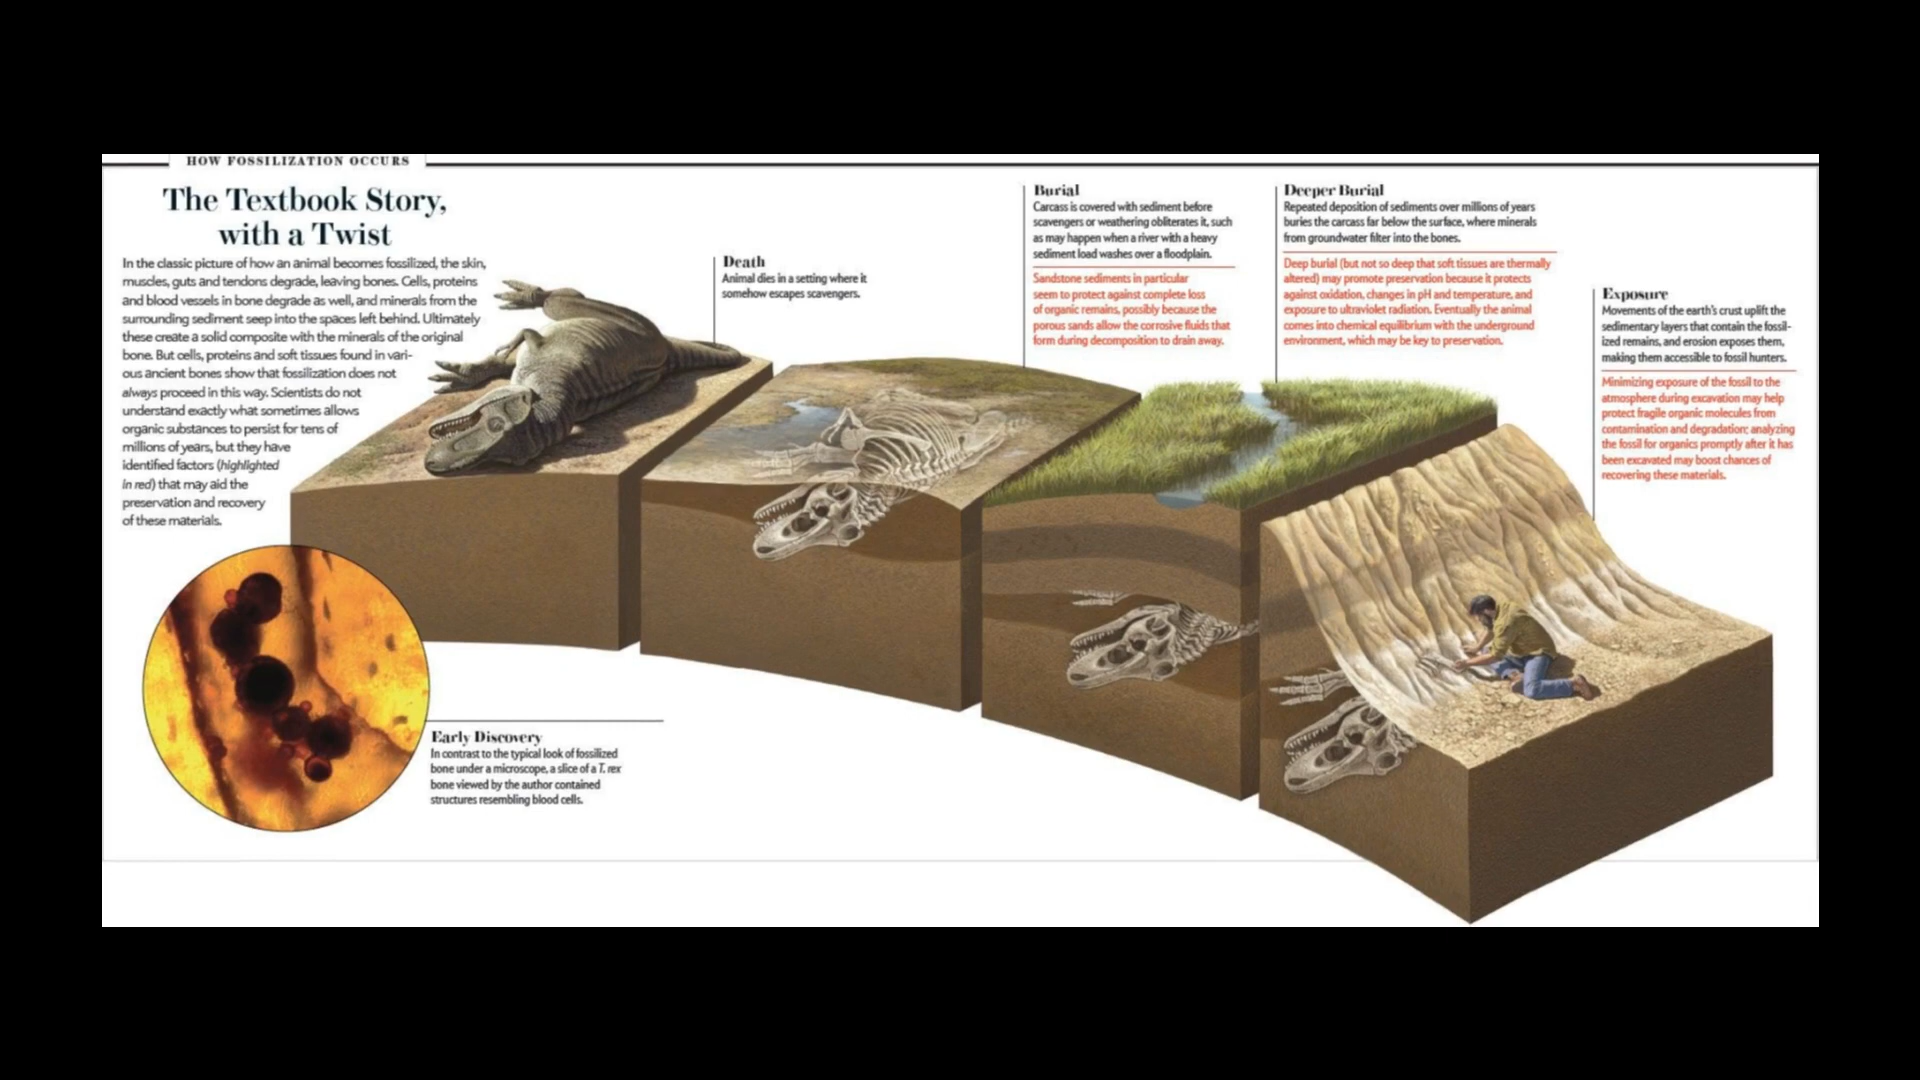 HOW FOSSILIZATION OCCURS
The Textbook Story,
with a Twist
In the classic picture of how an animal becomes fossilized, the skin,
muscles, guts and tendons degrade, leaving bones. Cells, proteins
and blood vessels in bone degrade as well, and minerals from the
surrounding sediment seep into the spaces left behind. Ultimately
these create a solid composite with the minerals of the original
bone. But cells, proteins and soft tissues found in vari-
ous ancient bones show that fossilization does not
always proceed in this way. Scientists do not
understand exactly what sometimes allows
organic substances to persist for tens of
millions of years, but they have
identified factors (highlighted
in red) that may aid the
preservation and recovery
of these materials.
Early Discovery
In contrast to the typical look of fossilized
bone under a microscope, a slice of a T. rex
bone viewed by the author contained
structures resembling blood cells.
Death
Animal dies in a setting where it
somehow escapes scavengers.
Burial
Carcass is covered with sediment before
scavengers or weathering obliterates it, such
as may happen when a river with a heavy
sediment load washes over a floodplain.
Sandstone sediments in particular
seem to protect against complete loss
of organic remains, possibly because the
porous sands allow the corrosive fluids that
form during decomposition to drain away.
Deeper Burial
Repeated deposition of sediments over millions of years
buries the carcass far below the surface, where minerals
from groundwater filter into the bones.
Deep burial (but not so deep that soft tissues are thermally
altered) may promote preservation because it protects
against oxidation, changes in pH and temperature, and
exposure to ultraviolet radiation. Eventually the animal
comes into chemical equilibrium with the underground
environment, which may be key to preservation.
Exposure
Movements of the earth's crust uplift the
sedimentary layers that contain the fossil-
ized remains, and erosion exposes them,
making them accessible to fossil hunters.
Minimizing exposure of the fossil to the
atmosphere during excavation may help
protect fragile organic molecules from
contamination and degradation; analyzing
the fossil for organics promptly after it has
been excavated may boost chances of
recovering these materials.